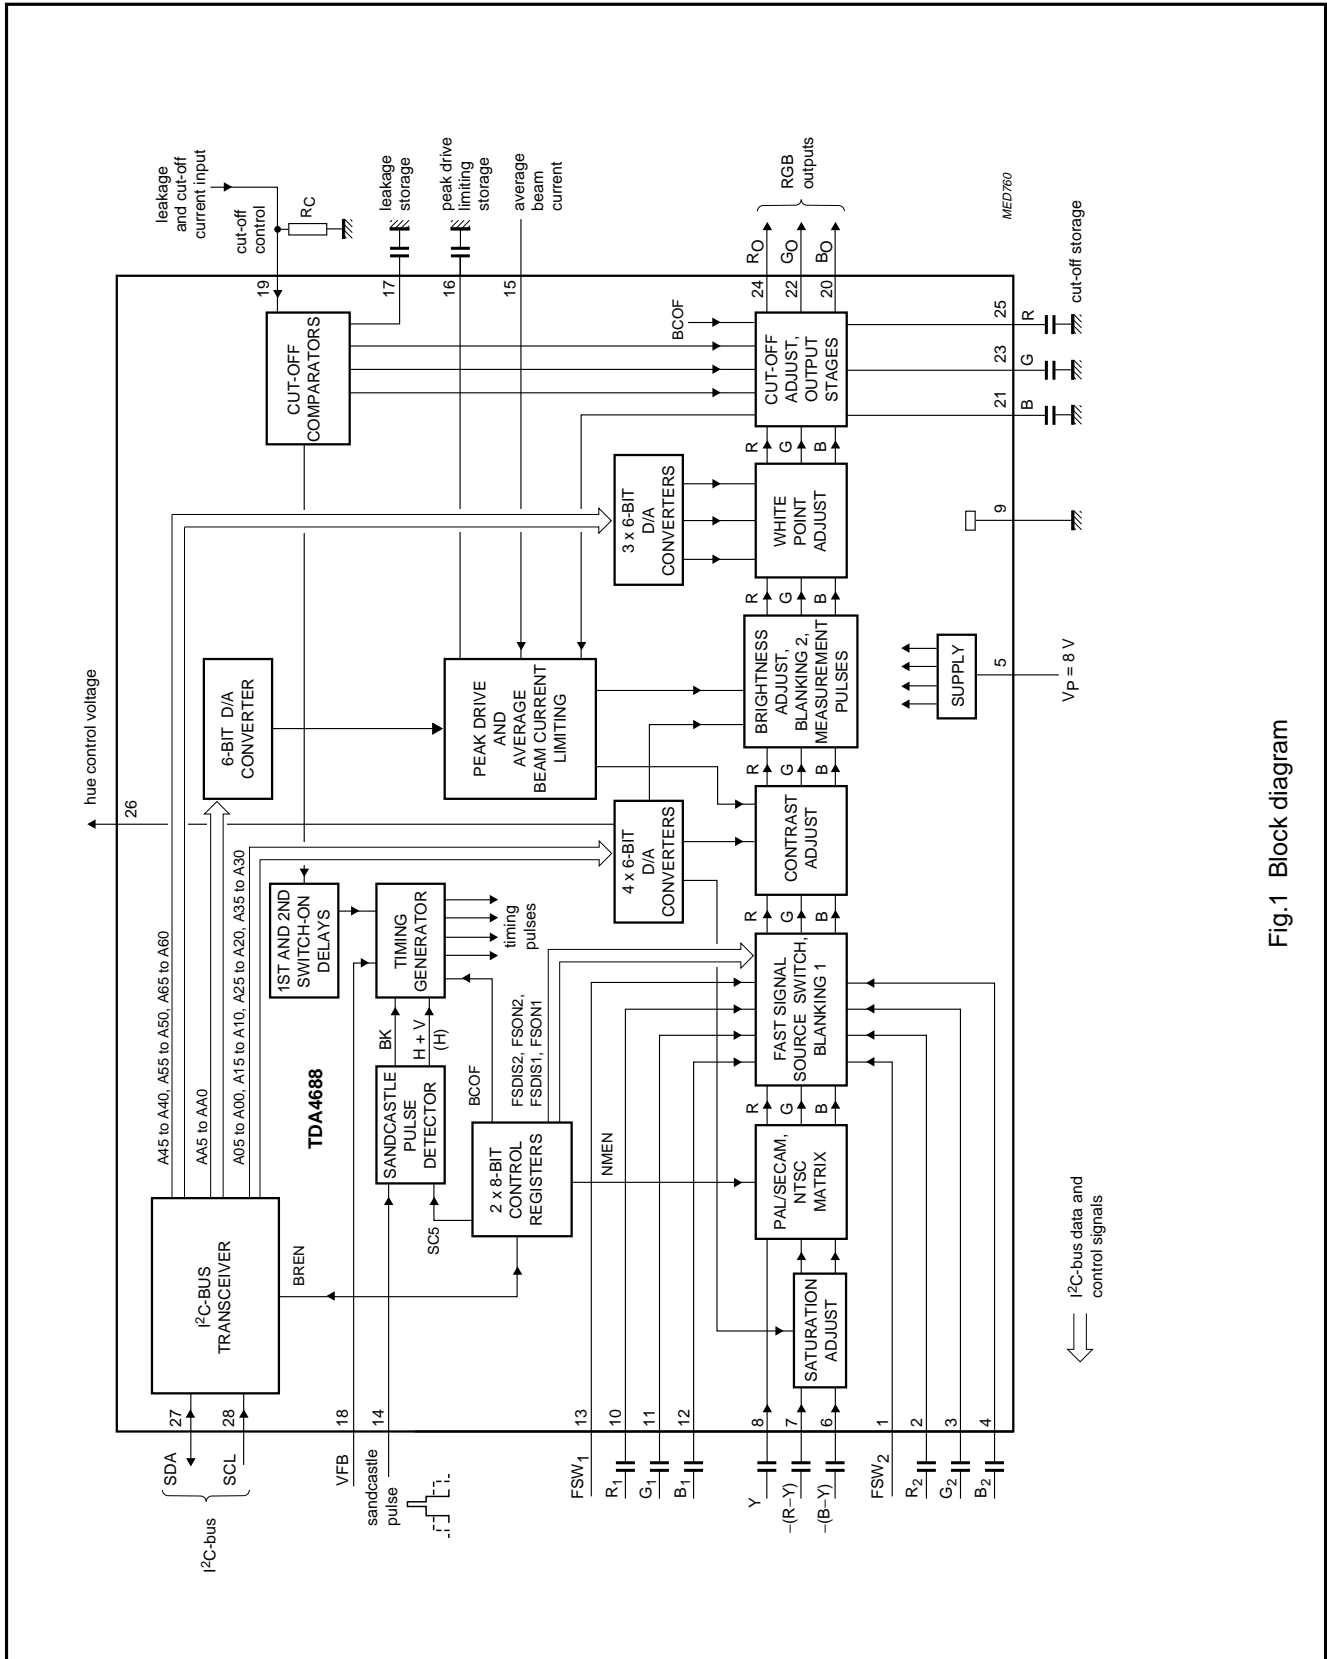 I²C-bus
SDA
SCL
27
28
I²C-BUS
TRANSCEIVER
A45 to A40, A55 to A50, A65 to A60
AA5 to AA0
A05 to A00, A15 to A10, A25 to A20, A35 to A30
BREN
TDA4688
VFB
18
sandcastle
pulse
14
SANDCASTLE
PULSE
DETECTOR
SC5
BK
H + V
(H)
1ST AND 2ND
SWITCH-ON
DELAYS
TIMING
GENERATOR
timing
pulses
2 x 8-BIT
CONTROL
REGISTERS
BCOF
FSDIS2, FSON2,
FSDIS1, FSON1
NMEN
hue control voltage
26
6-BIT D/A
CONVERTER
PEAK DRIVE
AND
AVERAGE
BEAM CURRENT
LIMITING
4 x 6-BIT
D/A
CONVERTERS
3 x 6-BIT
D/A
CONVERTERS
CUT-OFF
COMPARATORS
19
leakage
and cut-off
current input
cut-off
control
RC
17
leakage
storage
16
peak drive
limiting
storage
15
average
beam
current
FSW1
13
R1
10
G1
11
B1
12
Y
8
–(R–Y)
7
–(B–Y)
6
FSW2
1
R2
2
G2
3
B2
4
SATURATION
ADJUST
PAL/SECAM,
NTSC
MATRIX
R
G
B
FAST SIGNAL
SOURCE SWITCH,
BLANKING 1
R
G
B
CONTRAST
ADJUST
R
G
B
BRIGHTNESS
ADJUST,
BLANKING 2,
MEASUREMENT
PULSES
R
G
B
WHITE
POINT
ADJUST
R
G
B
CUT-OFF
ADJUST,
OUTPUT
STAGES
BCOF
24
22
20
RO
GO
BO
RGB
outputs
SUPPLY
5
VP = 8 V
9
21
23
25
B
G
R
cut-off storage
MED760
I²C-bus data and
control signals
Fig.1 Block diagram